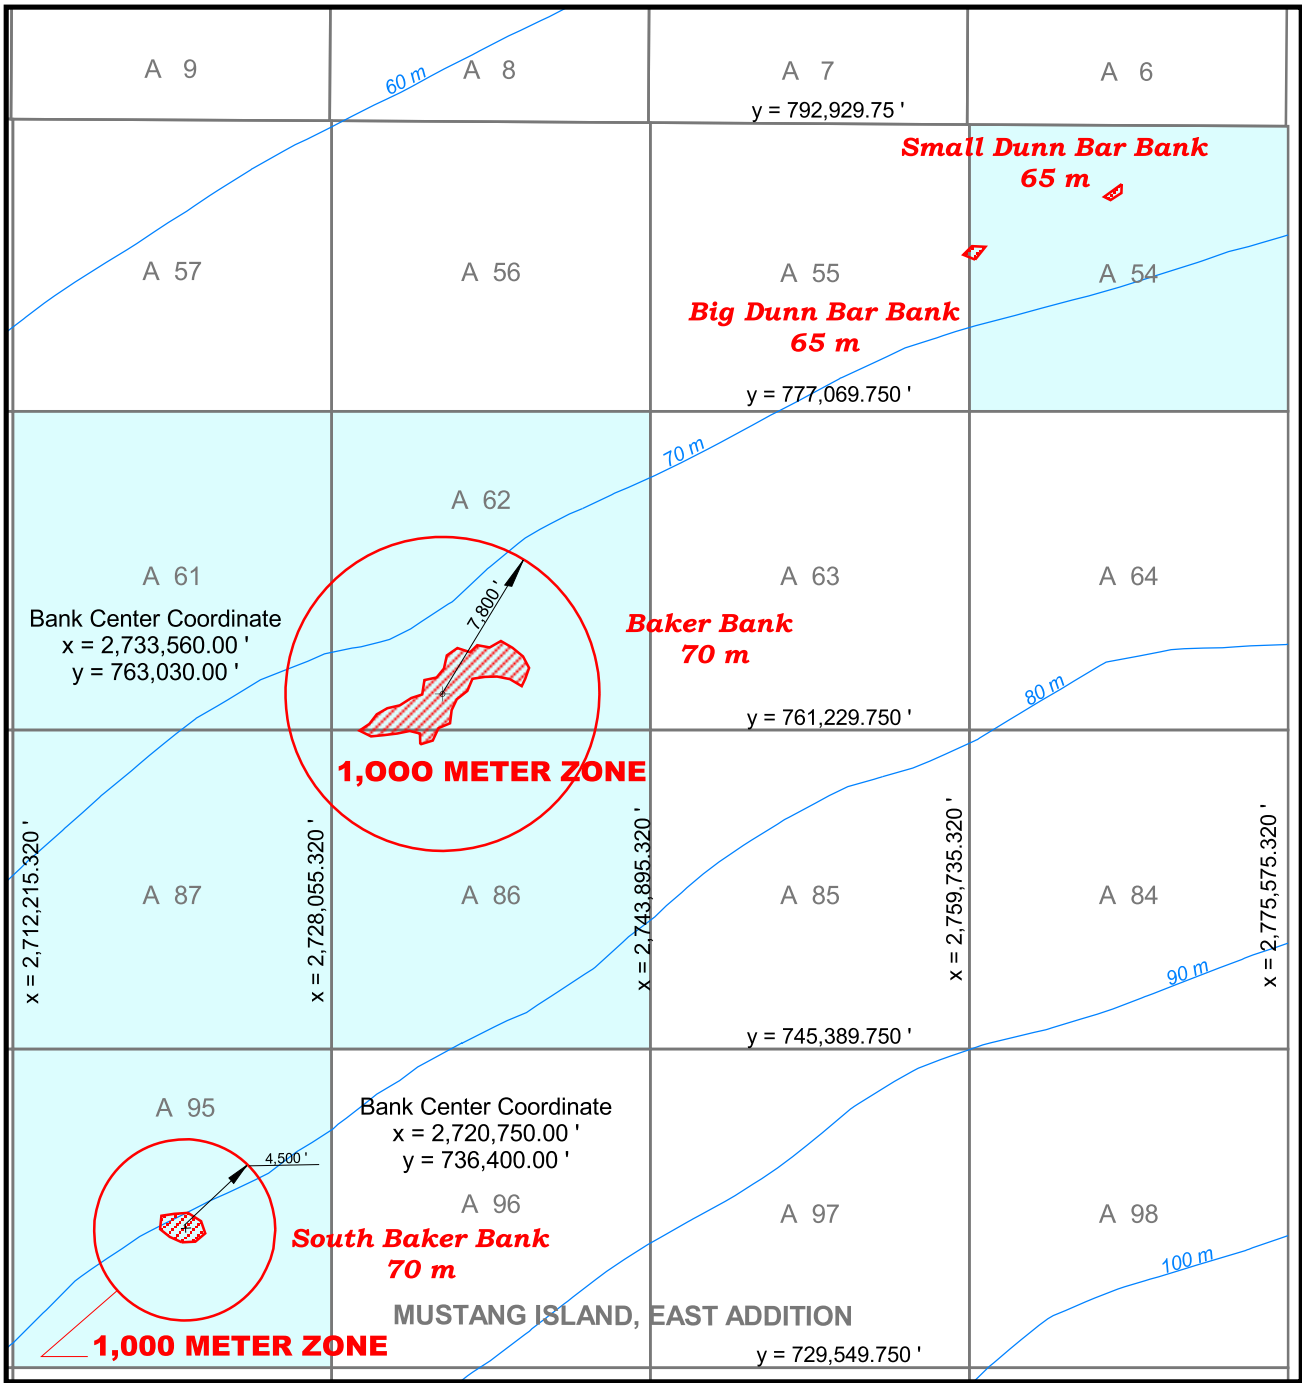 A 9
60 m
A 8
A 7
A 6
y = 792,929.75 '
Small Dunn Bar Bank
65 m
A 57
A 56
A 55
A 54
Big Dunn Bar Bank
65 m
y = 777,069.750 '
70 m
A 62
A 61
A 63
A 64
Bank Center Coordinate
x = 2,733,560.00 '
y = 763,030.00 '
7,800 '
Baker Bank
70 m
80 m
y = 761,229.750 '
1,OOO METER ZONE
x = 2,712,215.320 '
x = 2,728,055.320 '
x = 2,743,895.320 '
x = 2,759,735.320 '
x = 2,775,575.320 '
A 87
A 86
A 85
A 84
90 m
y = 745,389.750 '
A 95
Bank Center Coordinate
x = 2,720,750.00 '
y = 736,400.00 '
4,500 '
A 96
A 97
A 98
South Baker Bank
70 m
100 m
MUSTANG ISLAND, EAST ADDITION
1,000 METER ZONE
y = 729,549.750 '